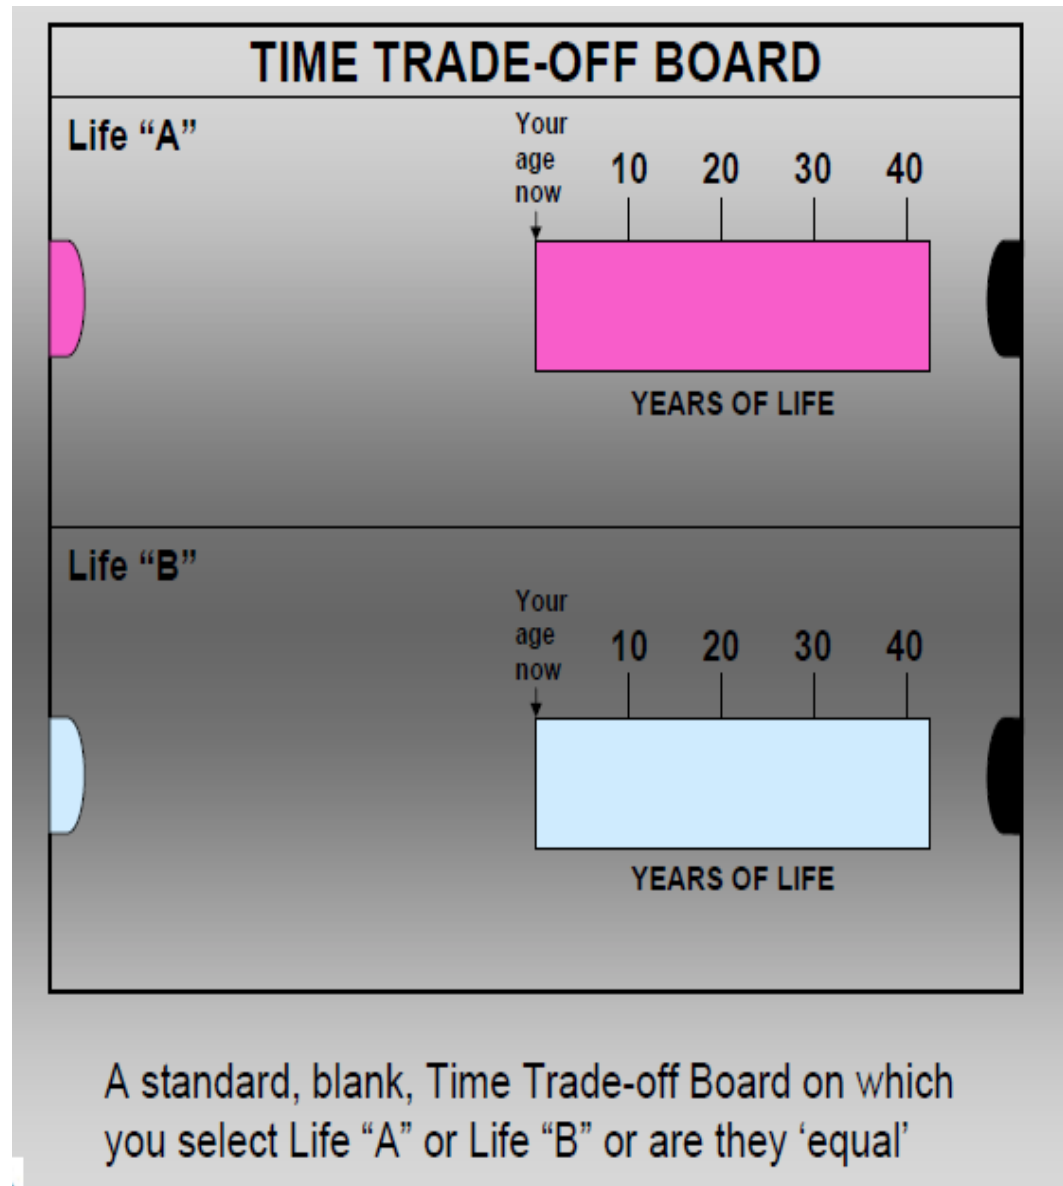 TIME TRADE-OFF BOARD
Life “A”
Your
age
now
10 20 30 40
YEARS OF LIFE
Life “B”
Your
age
now
10 20 30 40
YEARS OF LIFE
A standard, blank, Time Trade-off Board on which
you select Life “A” or Life “B” or are they ‘equal’